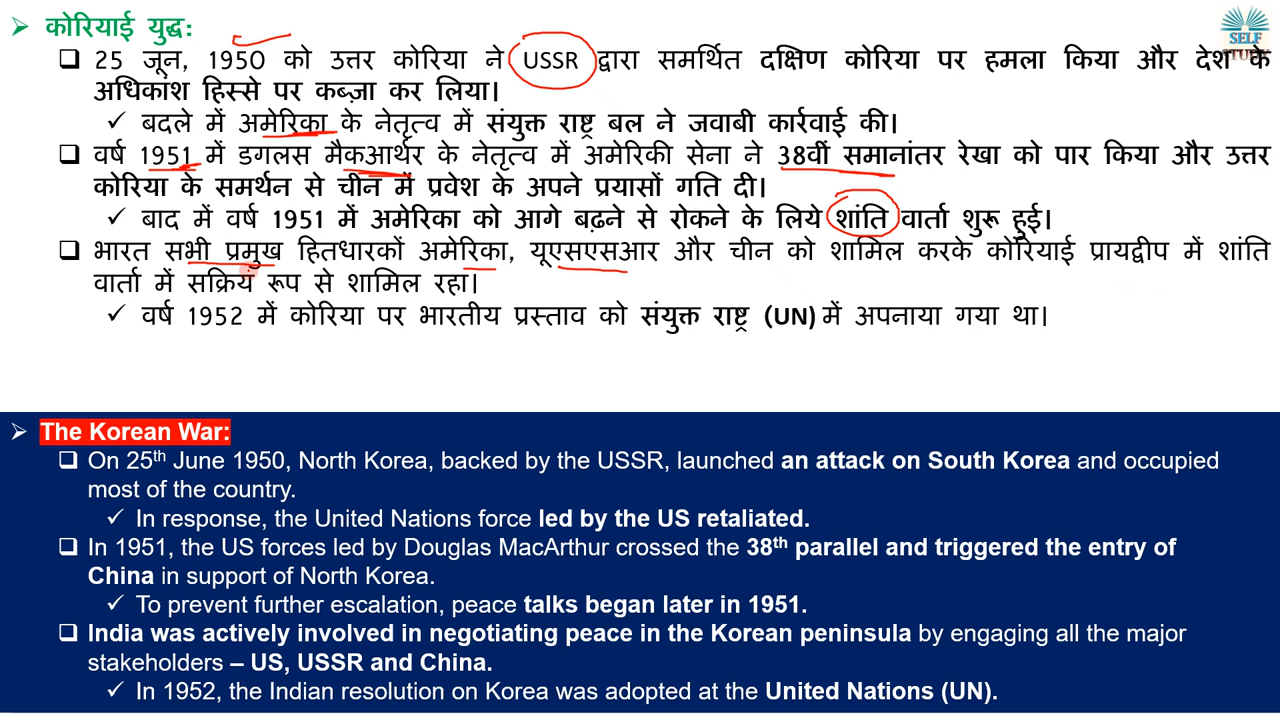 ➢ कोरियाई युद्ध:
SELF
STUDY
❑ 25 जून, 1950 को उत्तर कोरिया ने USSR द्वारा समर्थित दक्षिण कोरिया पर हमला किया और देश के
अधिकांश हिस्से पर कब्ज़ा कर लिया।
✓ बदले में अमेरिका के नेतृत्व में संयुक्त राष्ट्र बल ने जवाबी कार्रवाई की।
❑ वर्ष 1951 में डगलस मैकआर्थर के नेतृत्व में अमेरिकी सेना ने 38वीं समानांतर रेखा को पार किया और उत्तर
कोरिया के समर्थन से चीन में प्रवेश के अपने प्रयासों गति दी।
✓ बाद में वर्ष 1951 में अमेरिका को आगे बढ़ने से रोकने के लिये शांति वार्ता शुरू हुई।
❑ भारत सभी प्रमुख हितधारकों अमेरिका, यूएसएसआर और चीन को शामिल करके कोरियाई प्रायद्वीप में शांति
वार्ता में सक्रिय रूप से शामिल रहा।
✓ वर्ष 1952 में कोरिया पर भारतीय प्रस्ताव को संयुक्त राष्ट्र (UN) में अपनाया गया था।
➢ The Korean War:
❑ On 25th June 1950, North Korea, backed by the USSR, launched an attack on South Korea and occupied
most of the country.
✓ In response, the United Nations force led by the US retaliated.
❑ In 1951, the US forces led by Douglas MacArthur crossed the 38th parallel and triggered the entry of
China in support of North Korea.
✓ To prevent further escalation, peace talks began later in 1951.
❑ India was actively involved in negotiating peace in the Korean peninsula by engaging all the major
stakeholders – US, USSR and China.
✓ In 1952, the Indian resolution on Korea was adopted at the United Nations (UN).